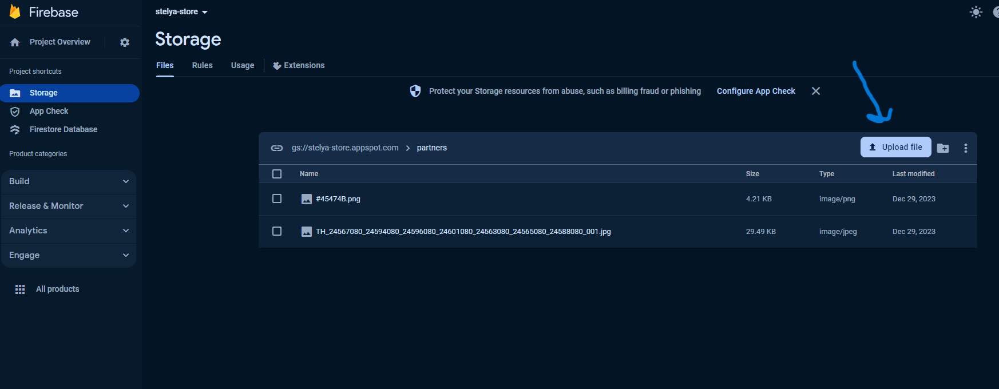 Firebase
stelya-store
Project Overview
Storage
Files Rules Usage Extensions
Project shortcuts
Protect your Storage resources from abuse, such as billing fraud or phishing Configure App Check
Storage
App Check
Firestore Database
Product categories
gs://stelya-store.appspot.com partners Upload file
Name Size Type Last modified
Build
#45474B.png 4.21 KB image/png Dec 29, 2023
Release & Monitor
Analytics
TH_24567080_24594080_24596080_24601080_24563080_24565080_24588080_001.jpg 29.49 KB image/jpeg Dec 29, 2023
Engage
All products